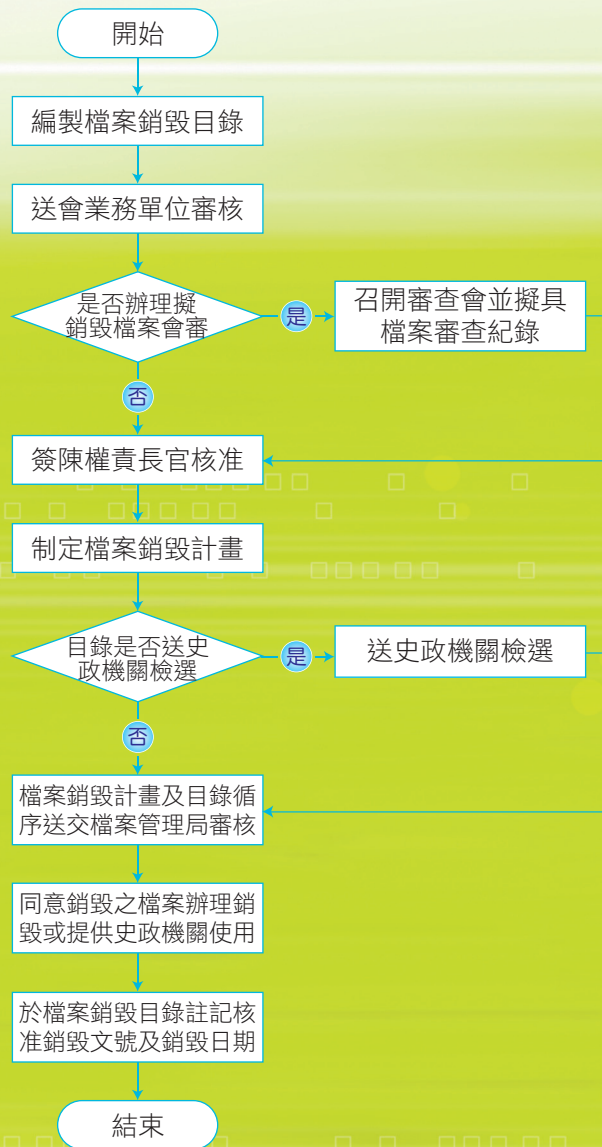 開始
編製檔案銷毀目錄
送會業務單位審核
是否辦理擬
銷毀檔案會審
是
召開審查會並擬具
檔案審查紀錄
否
簽陳權責長官核准
制定檔案銷毀計畫
目錄是否送史
政機關檢選
是
送史政機關檢選
否
檔案銷毀計畫及目錄循
序送交檔案管理局審核
同意銷毀之檔案辦理銷
毀或提供史政機關使用
於檔案銷毀目錄註記核
准銷毀文號及銷毀日期
結束